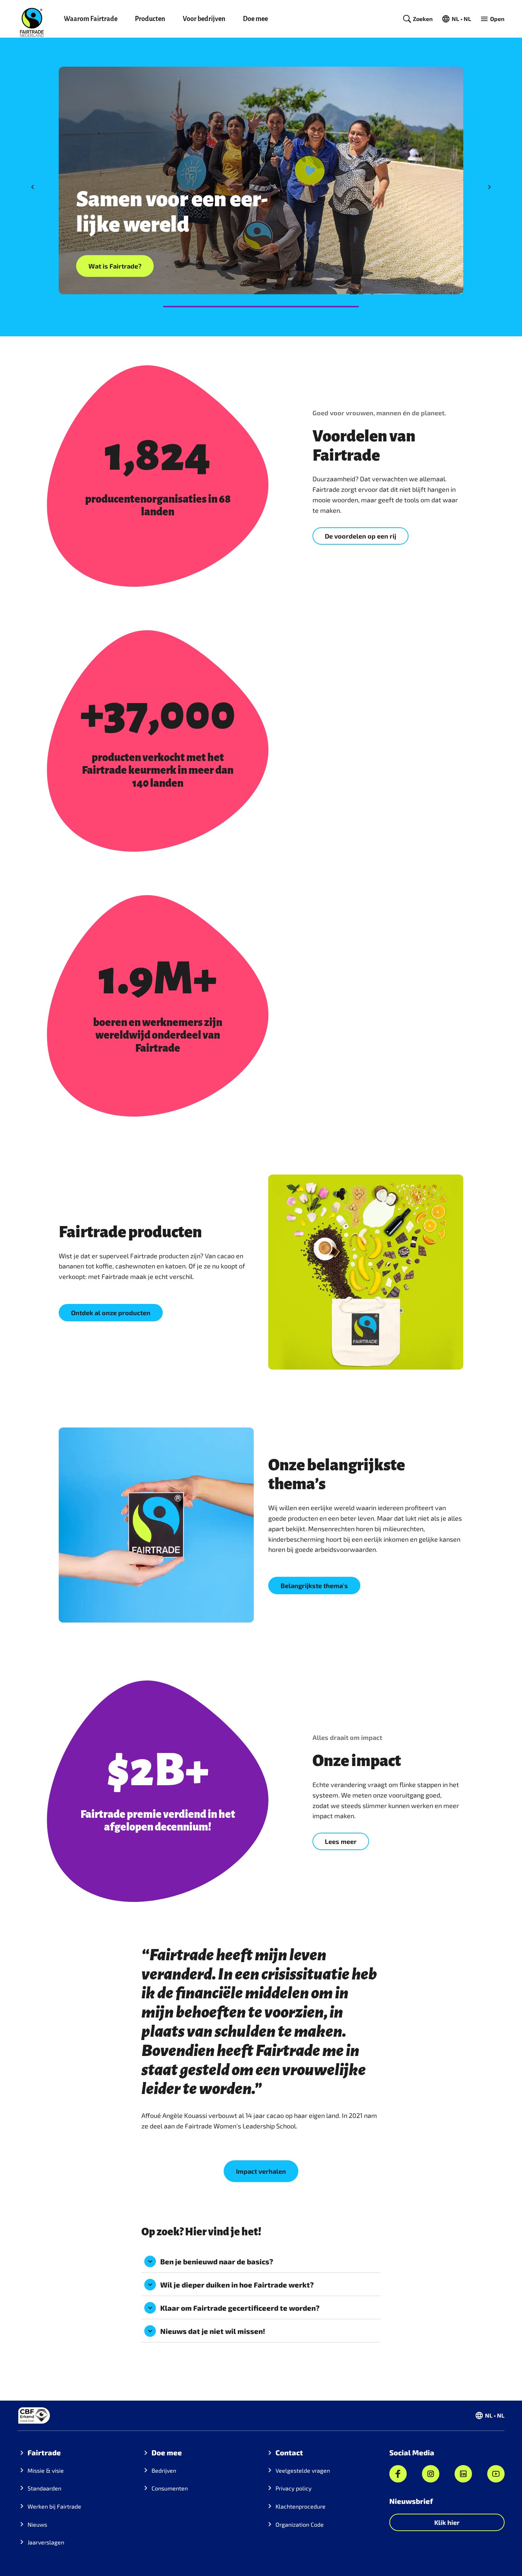 FAIRTRADE
NEDERLAND
Waarom Fairtrade
Producten
Voor bedrijven
Doe mee
Zoeken
NL - NL
Open
Samen voor een eer-
lijke wereld
Wat is Fairtrade?
1,824
producentenorganisaties in 68
landen
Goed voor vrouwen, mannen én de planeet.
Voordelen van
Fairtrade
Duurzaamheid? Dat verwachten we allemaal.
Fairtrade zorgt ervoor dat dit niet blijft hangen in
mooie woorden, maar geeft de tools om dat waar
te maken.
De voordelen op een rij
+37,000
producten verkocht met het
Fairtrade keurmerk in meer dan
140 landen
1.9M+
boeren en werknemers zijn
wereldwijd onderdeel van
Fairtrade
Fairtrade producten
Wist je dat er superveel Fairtrade producten zijn? Van cacao en
bananen tot koffie, cashewnoten en katoen. Of je ze nu koopt of
verkoopt: met Fairtrade maak je echt verschil.
Ontdek al onze producten
FAIRTRADE
®
FAIRTRADE
Onze belangrijkste
thema's
Wij willen een eerlijke wereld waarin iedereen profiteert van
goede producten en een beter leven. Maar dat lukt niet als je alles
apart bekijkt. Mensenrechten horen bij milieurechten,
kinderbescherming hoort bij een eerlijk inkomen en gelijke kansen
horen bij goede arbeidsvoorwaarden.
Belangrijkste thema's
$2B+
Fairtrade premie verdiend in het
afgelopen decennium!
Alles draait om impact
Onze impact
Echte verandering vraagt om flinke stappen in het
systeem. We meten onze vooruitgang goed,
zodat we steeds slimmer kunnen werken en meer
impact maken.
Lees meer
“Fairtrade heeft mijn leven
veranderd. In een crisissituatie heb
ik de financiële middelen om in
mijn behoeften te voorzien, in
plaats van schulden te maken.
Bovendien heeft Fairtrade me in
staat gesteld om een vrouwelijke
leider te worden.”
Affoué Angèle Kouassi verbouwt al 14 jaar cacao op haar eigen land. In 2021 nam
ze deel aan de Fairtrade Women's Leadership School.
Impact verhalen
Op zoek? Hier vind je het!
Ben je benieuwd naar de basics?
Wil je dieper duiken in hoe Fairtrade werkt?
Klaar om Fairtrade gecertificeerd te worden?
Nieuws dat je niet wil missen!
CBF
Erkend
NL - NL
Fairtrade
Missie & visie
Standaarden
Werken bij Fairtrade
Nieuws
Jaarverslagen
Doe mee
Bedrijven
Consumenten
Contact
Veelgestelde vragen
Privacy policy
Klachtenprocedure
Organization Code
Social Media
Nieuwsbrief
Klik hier